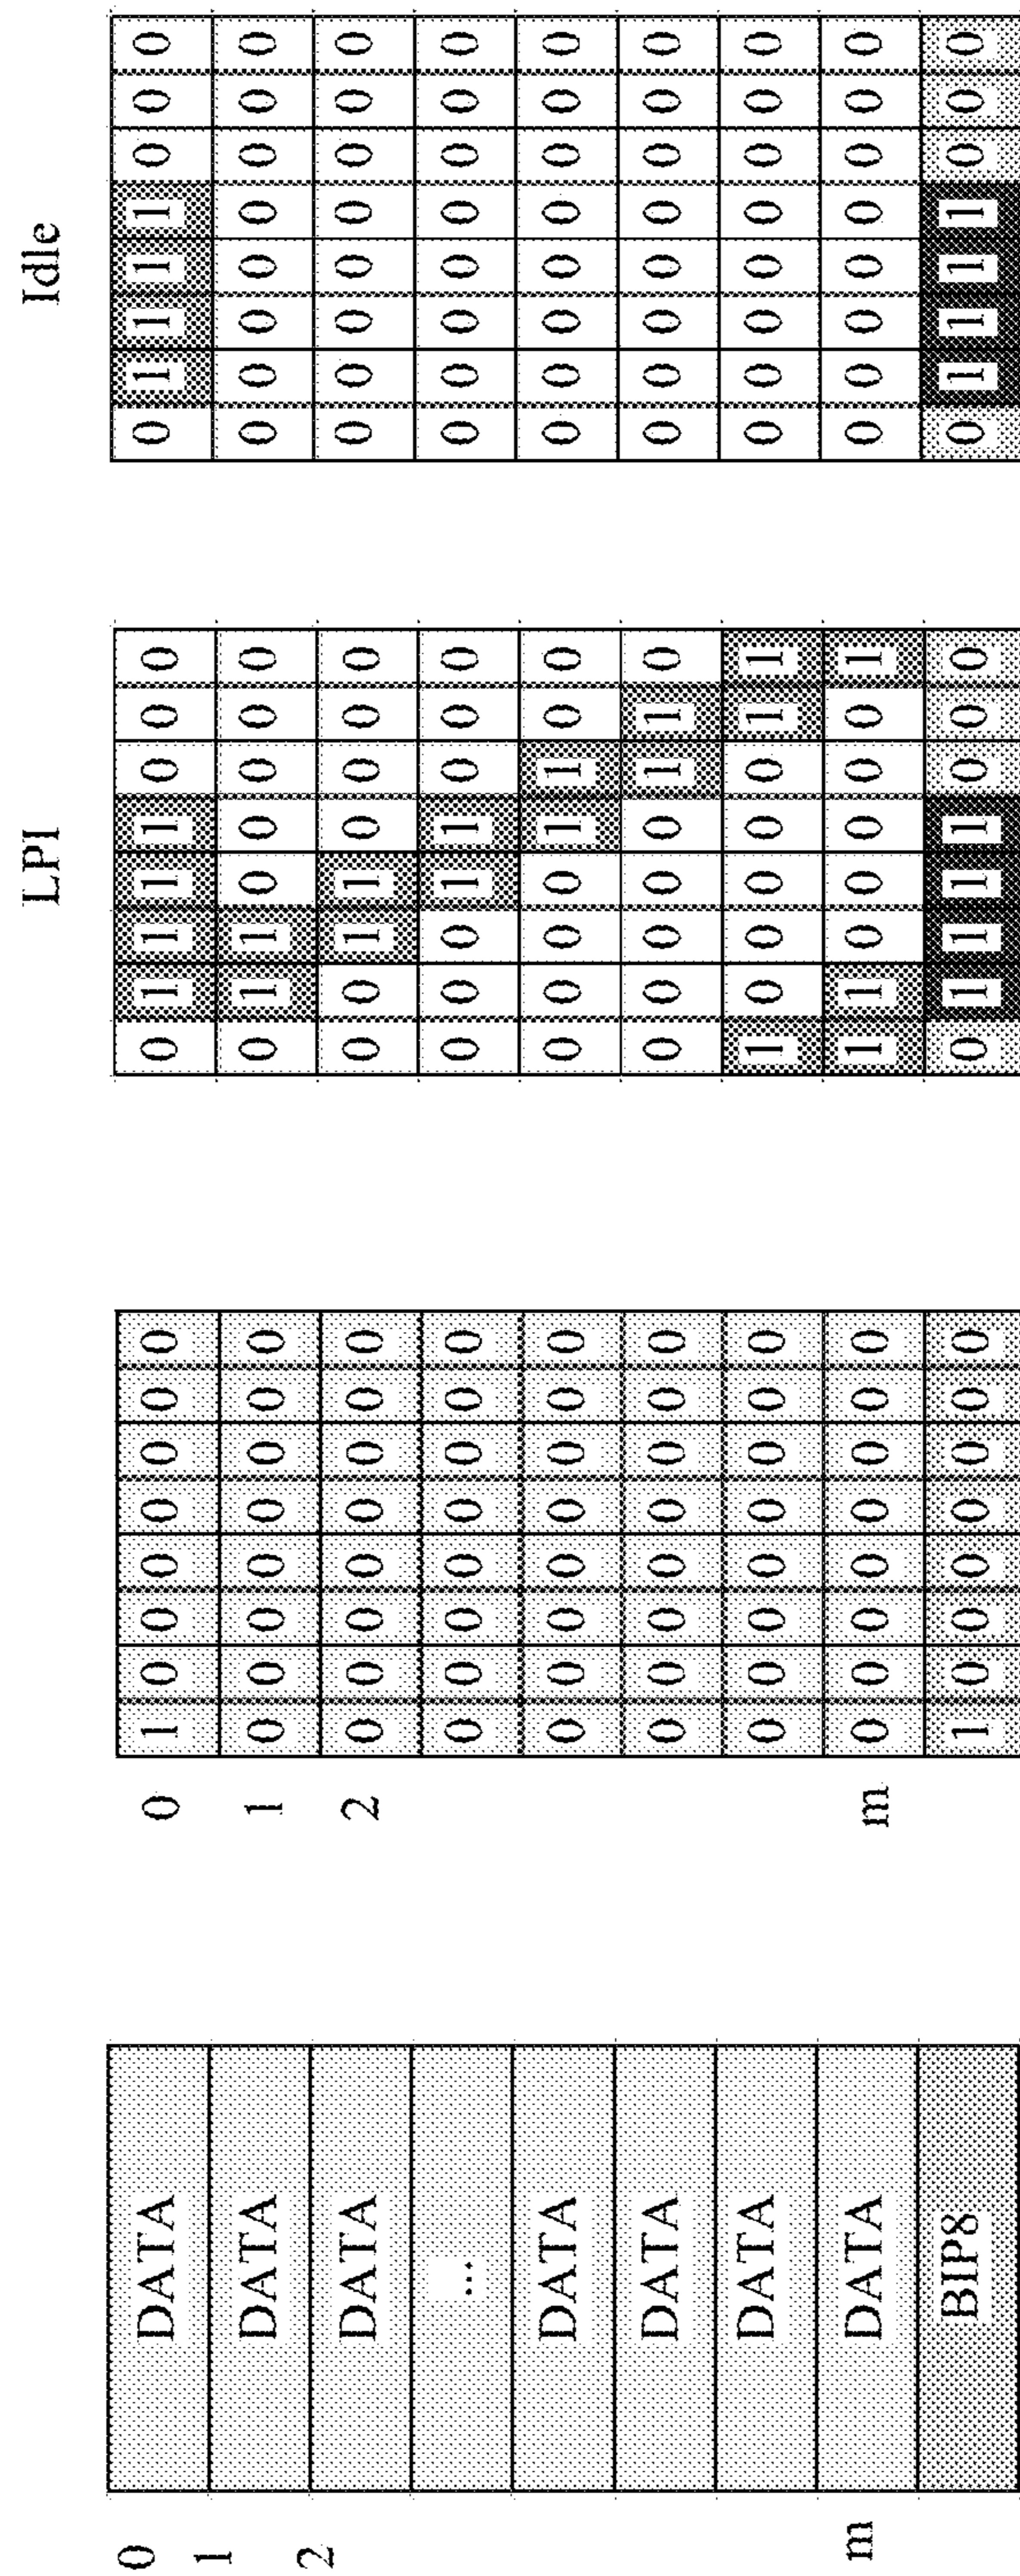 LPI Idle
0 DATA 0 1 0 0 0 0 0 0 0 0 1 1 1 1 0 0 0 0 1 1 1 1 0 0 0
1 DATA 1 0 0 0 0 0 0 0 0 0 1 1 0 0 0 0 0 0 0 0 0 0 0 0 0
2 DATA 2 0 0 0 0 0 0 0 0 0 0 1 1 0 0 0 0 0 0 0 0 0 0 0 0
... 0 0 0 0 0 0 0 0 0 0 0 1 1 0 0 0 0 0 0 0 0 0 0 0
DATA 0 0 0 0 0 0 0 0 0 0 0 0 1 1 0 0 0 0 0 0 0 0 0 0
DATA 0 0 0 0 0 0 0 0 0 0 0 0 0 1 1 0 0 0 0 0 0 0 0 0
DATA 0 0 0 0 0 0 0 0 1 0 0 0 0 0 1 1 0 0 0 0 0 0 0 0
m DATA m 0 0 0 0 0 0 0 0 1 1 0 0 0 0 0 1 0 0 0 0 0 0 0 0
BIP8 1 0 0 0 0 0 0 0 0 1 1 1 1 0 0 0 0 1 1 1 1 0 0 0